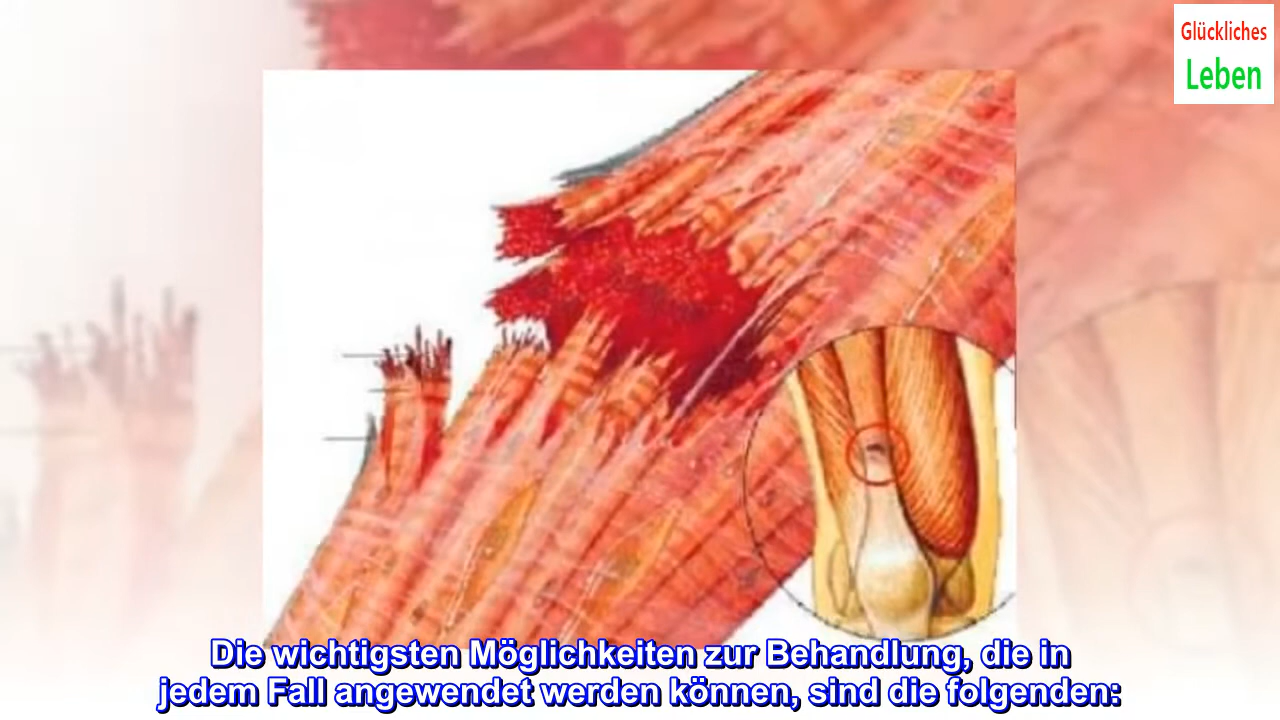 Glückliches
Leben
Die wichtigsten Möglichkeiten zur Behandlung, die in
jedem Fall angewendet werden können, sind die folgenden: